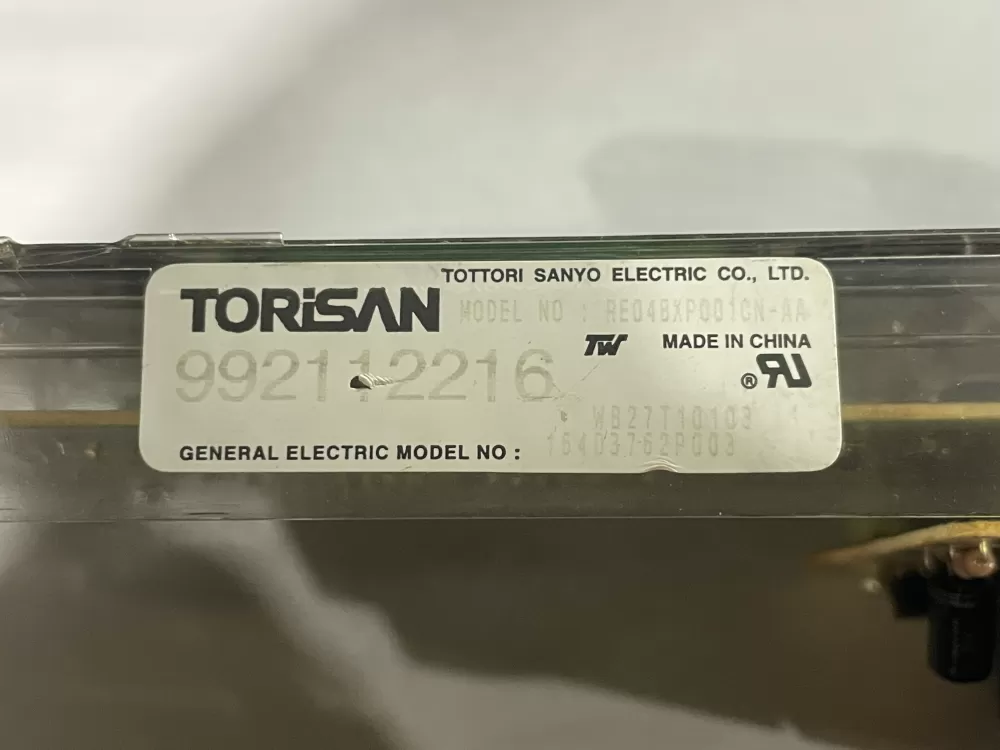 TOTTORI SANYO ELECTRIC CO., LTD.
TORiSAN
MODEL NO : RE04BXP001CN-AA
TW MADE IN CHINA
992112216
®
WB27T10103
GENERAL ELECTRIC MODEL NO :
164D3762P003